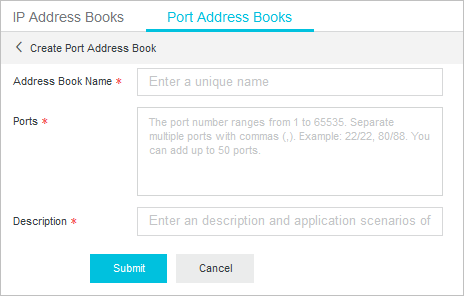 IP Address Books Port Address Books
Create Port Address Book
Address Book Name * Enter a unique name
Ports * The port number ranges from 1 to 65535. Separate
multiple ports with commas (,). Example: 22/22, 80/88. You
can add up to 50 ports.
Description * Enter an description and application scenarios of
Submit Cancel